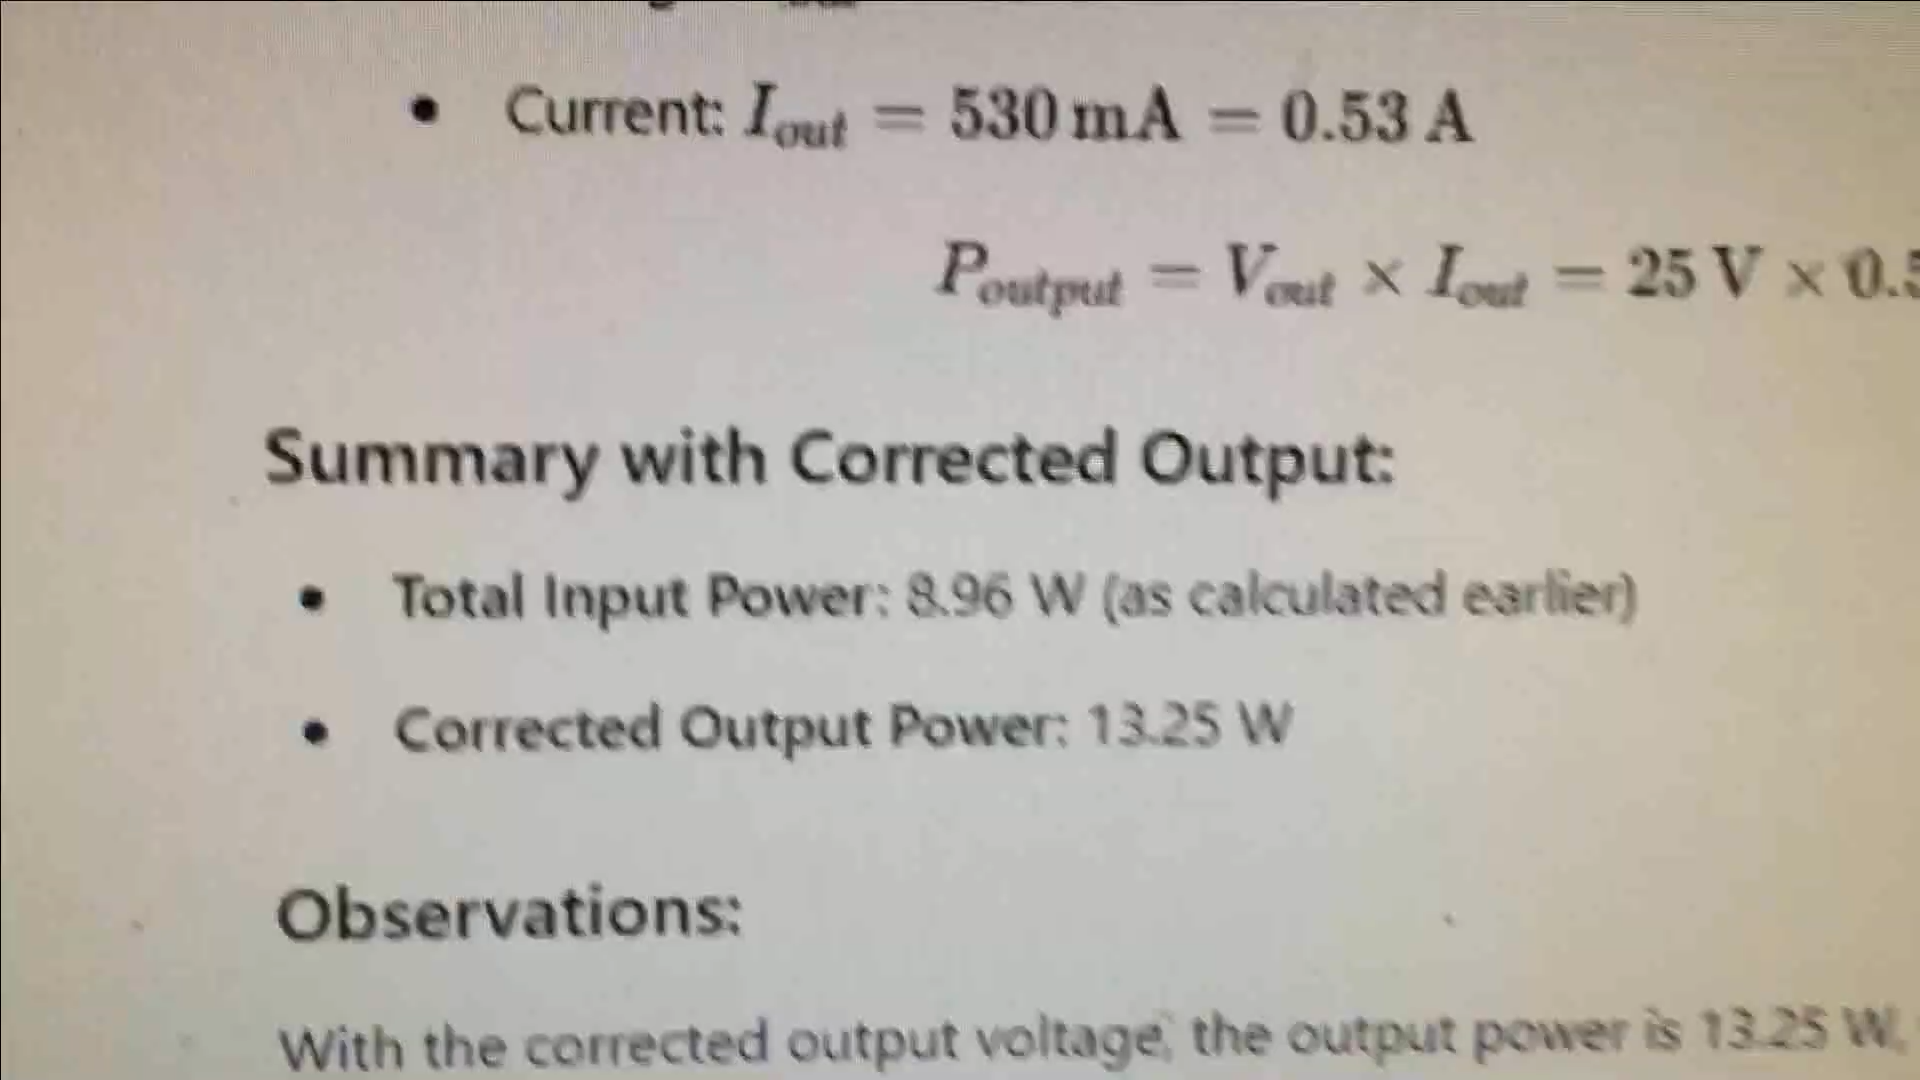 • Current: I_out = 530 mA = 0.53 A
P_output = V_out × I_out = 25 V × 0.5
Summary with Corrected Output:
• Total Input Power: 8.96 W (as calculated earlier)
• Corrected Output Power: 13.25 W
Observations:
With the corrected output voltage, the output power is 13.25 W,